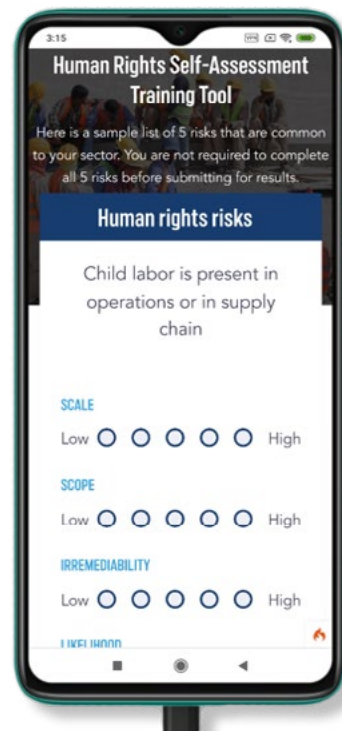 3:15
VPN
Human Rights Self-Assessment
Training Tool
Here is a sample list of 5 risks that are common
to your sector. You are not required to complete
all 5 risks before submitting for results.
Human rights risks
Child labor is present in
operations or in supply
chain
SCALE
Low High
SCOPE
Low High
IRREMEDIABILITY
Low High
LIKELIHOOD